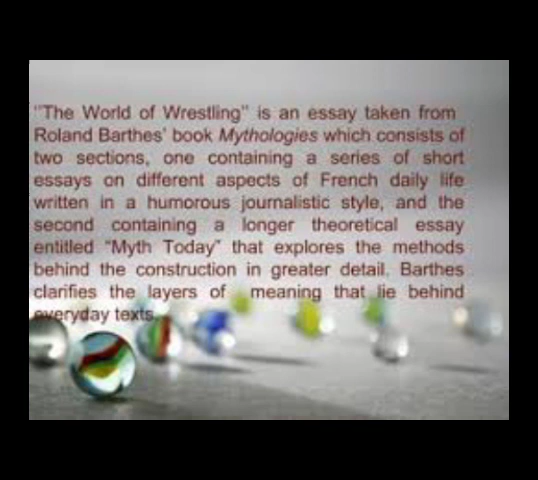 "The World of Wrestling" is an essay taken from
Roland Barthes' book Mythologies which consists of
two sections, one containing a series of short
essays on different aspects of French daily life
written in a humorous journalistic style, and the
second containing a longer theoretical essay
entitled "Myth Today" that explores the methods
behind the construction in greater detail. Barthes
clarifies the layers of meaning that lie behind
everyday texts.